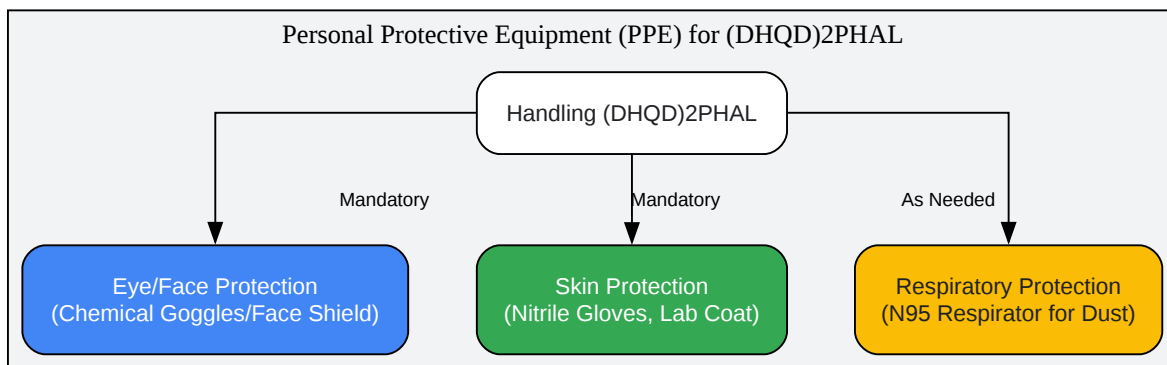 Personal Protective Equipment (PPE) for (DHQD)2PHAL
Handling (DHQD)2PHAL
Mandatory
Mandatory
As Needed
Eye/Face Protection
(Chemical Goggles/Face Shield)
Skin Protection
(Nitrile Gloves, Lab Coat)
Respiratory Protection
(N95 Respirator for Dust)